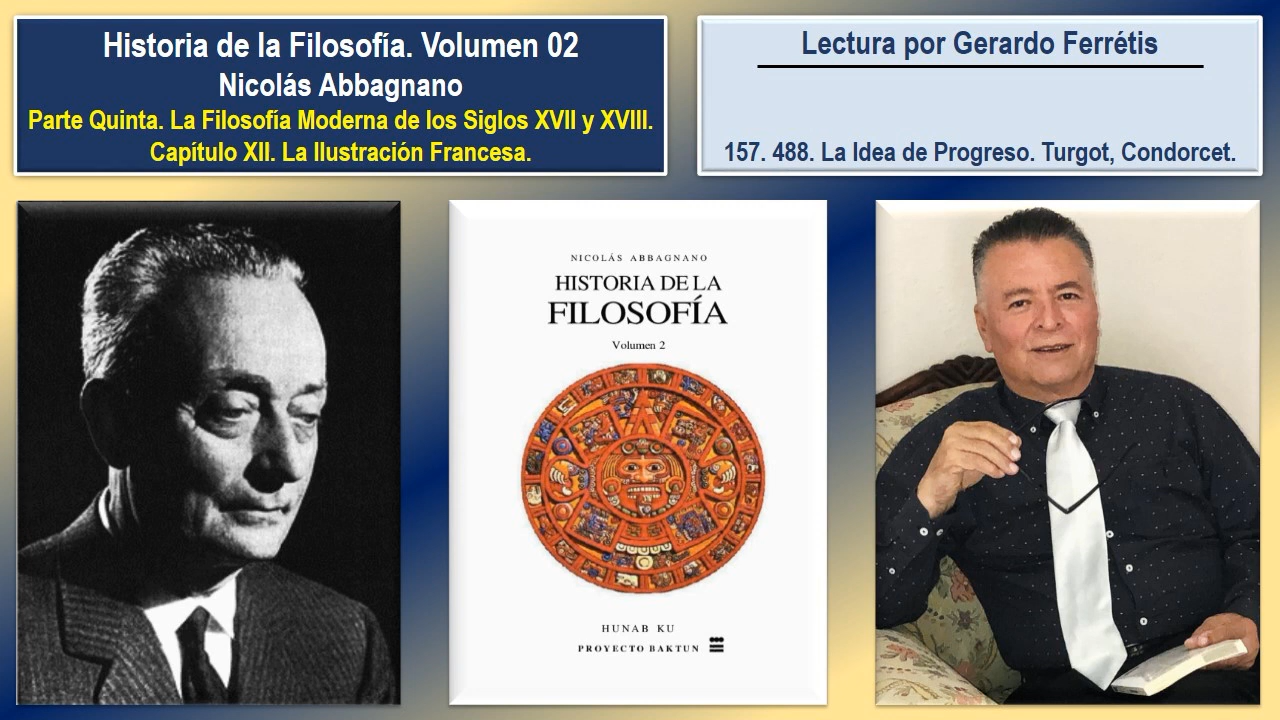 Historia de la Filosofía. Volumen 02
Nicolás Abbagnano
Parte Quinta. La Filosofía Moderna de los Siglos XVII y XVIII.
Capítulo XII. La Ilustración Francesa.
Lectura por Gerardo Ferrétis
157. 488. La Idea de Progreso. Turgot, Condorcet.
NICOLÁS ABBAGNANO
HISTORIA DE LA
FILOSOFÍA
Volumen 2
HUNAB KU
PROYECTO BAKTUN